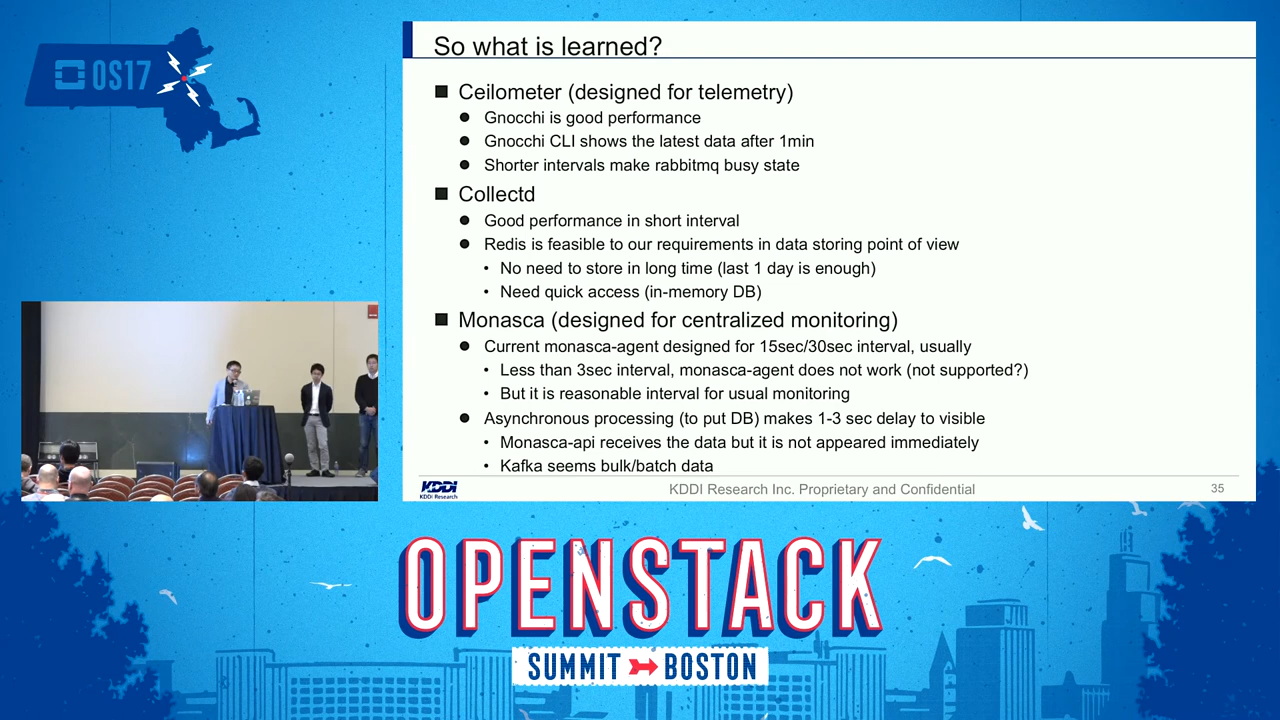 OS17
So what is learned?
Ceilometer (designed for telemetry)
Gnocchi is good performance
Gnocchi CLI shows the latest data after 1min
Shorter intervals make rabbitmq busy state
Collectd
Good performance in short interval
Redis is feasible to our requirements in data storing point of view
No need to store in long time (last 1 day is enough)
Need quick access (in-memory DB)
Monasca (designed for centralized monitoring)
Current monasca-agent designed for 15sec/30sec interval, usually
Less than 3sec interval, monasca-agent does not work (not supported?)
But it is reasonable interval for usual monitoring
Asynchronous processing (to put DB) makes 1-3 sec delay to visible
Monasca-api receives the data but it is not appeared immediately
Kafka seems bulk/batch data
KDDI
KDDI Research
KDDI Research Inc. Proprietary and Confidential
35
OPENSTACK
SUMMIT BOSTON